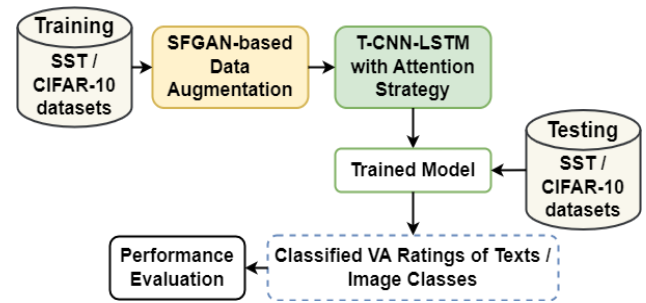 Training
SST /
CIFAR-10
datasets
SFGAN-based
Data
Augmentation
T-CNN-LSTM
with Attention
Strategy
Testing
SST /
CIFAR-10
datasets
Trained Model
Classified VA Ratings of Texts /
Image Classes
Performance
Evaluation